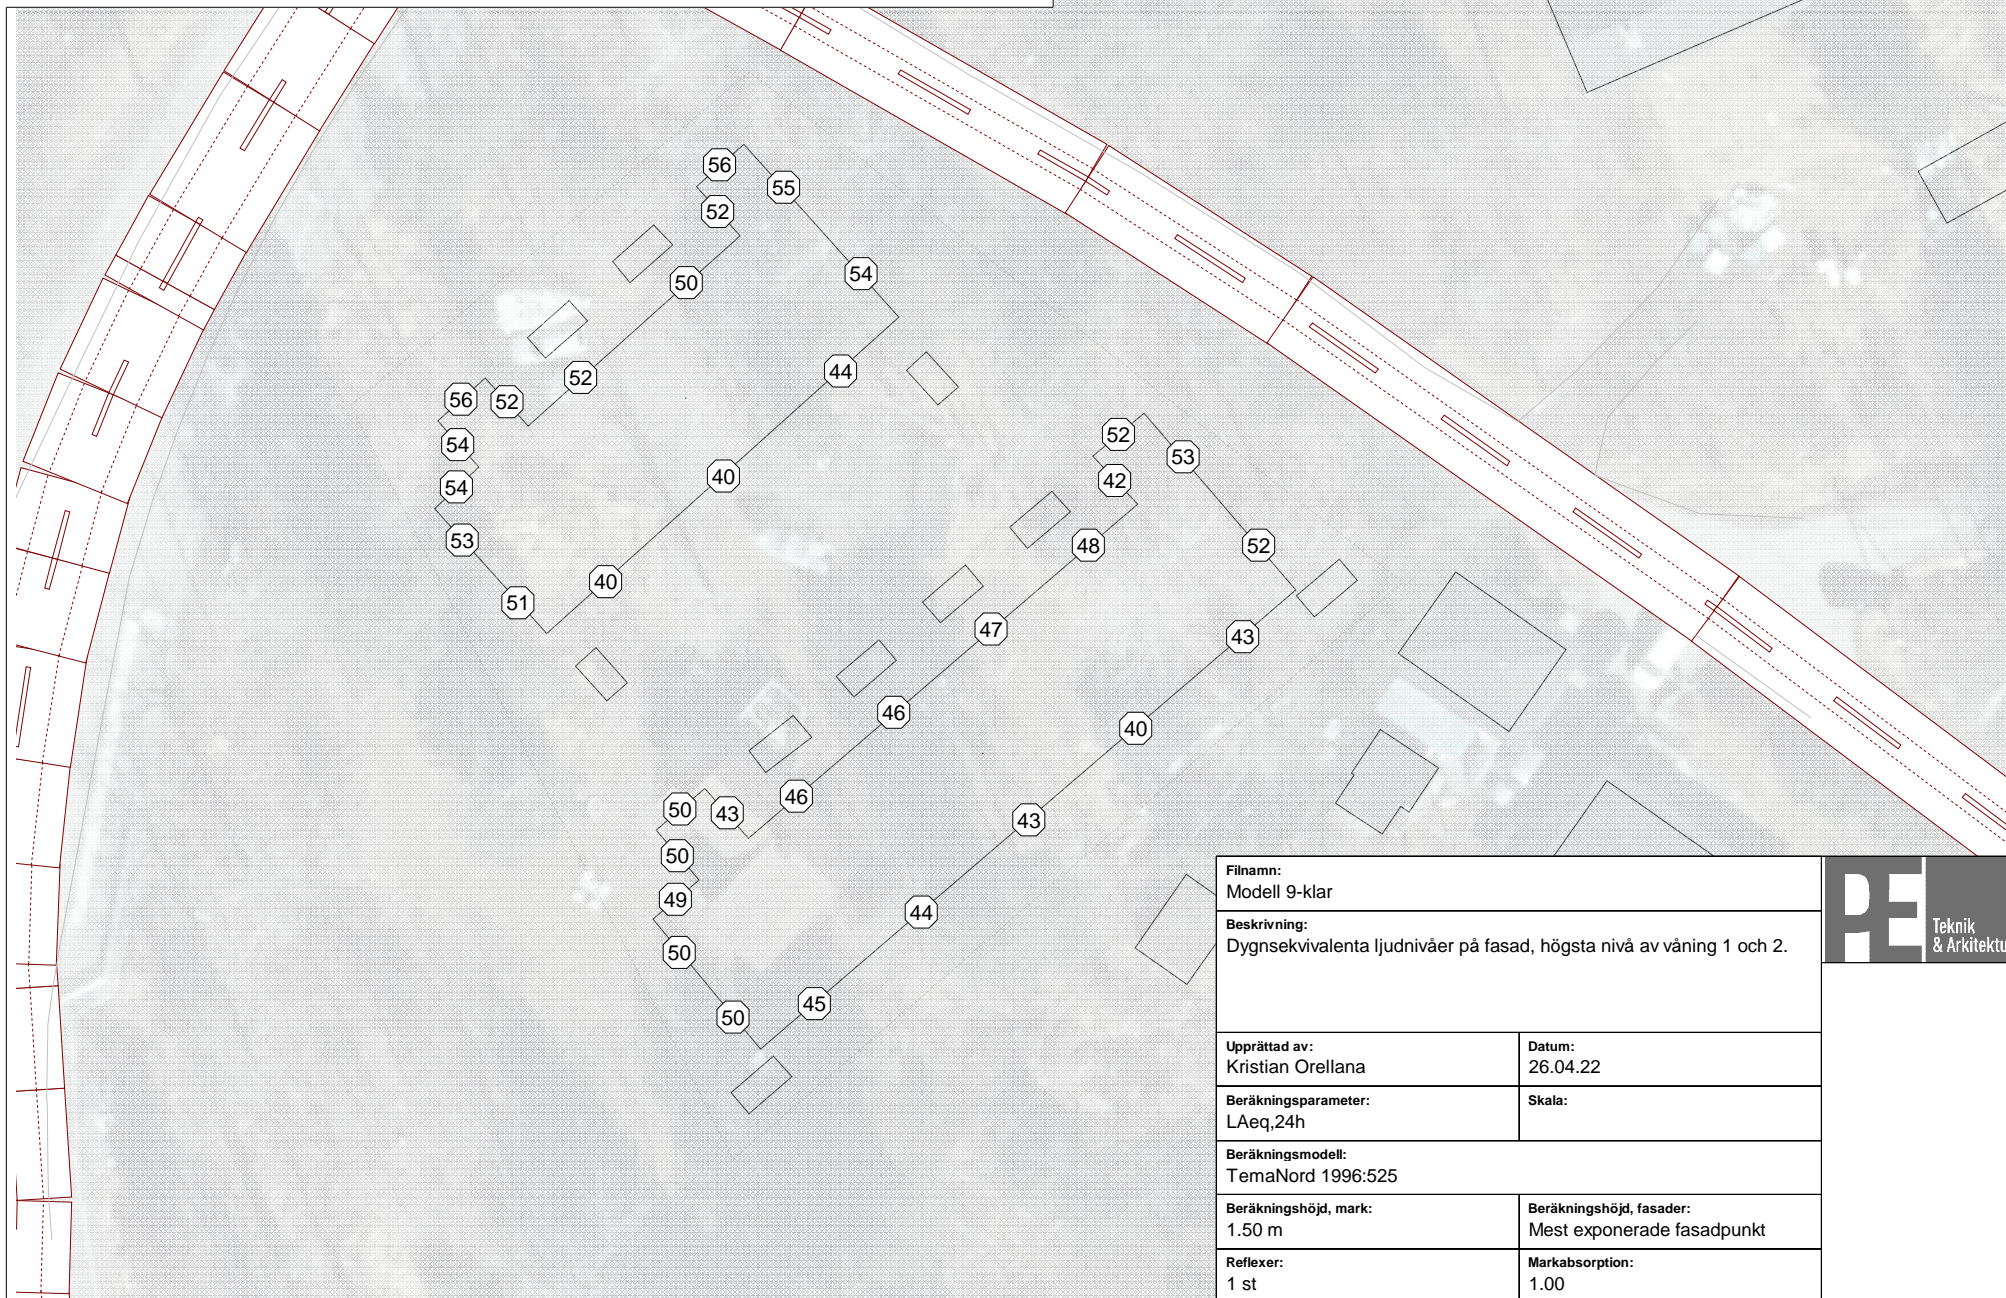 56
55
52
50
54
52
44
56
52
54
40
54
53
40
51
52
53
42
48
52
47
43
46
40
46
50
43
43
50
49
44
50
45
50
Filnamn:
Modell 9-klar
Beskrivning:
Dygnsekvivalenta ljudnivåer på fasad, högsta nivå av våning 1 och 2.
Upprättad av:
Kristian Orellana
Datum:
26.04.22
Beräkningsparameter:
LAeq,24h
Skala:
Beräkningsmodell:
TemaNord 1996:525
Beräkningshöjd, mark:
1.50 m
Beräkningshöjd, fasader:
Mest exponerade fasadpunkt
Reflexer:
1 st
Markabsorption:
1.00
PE
Teknik
& Arkitektu